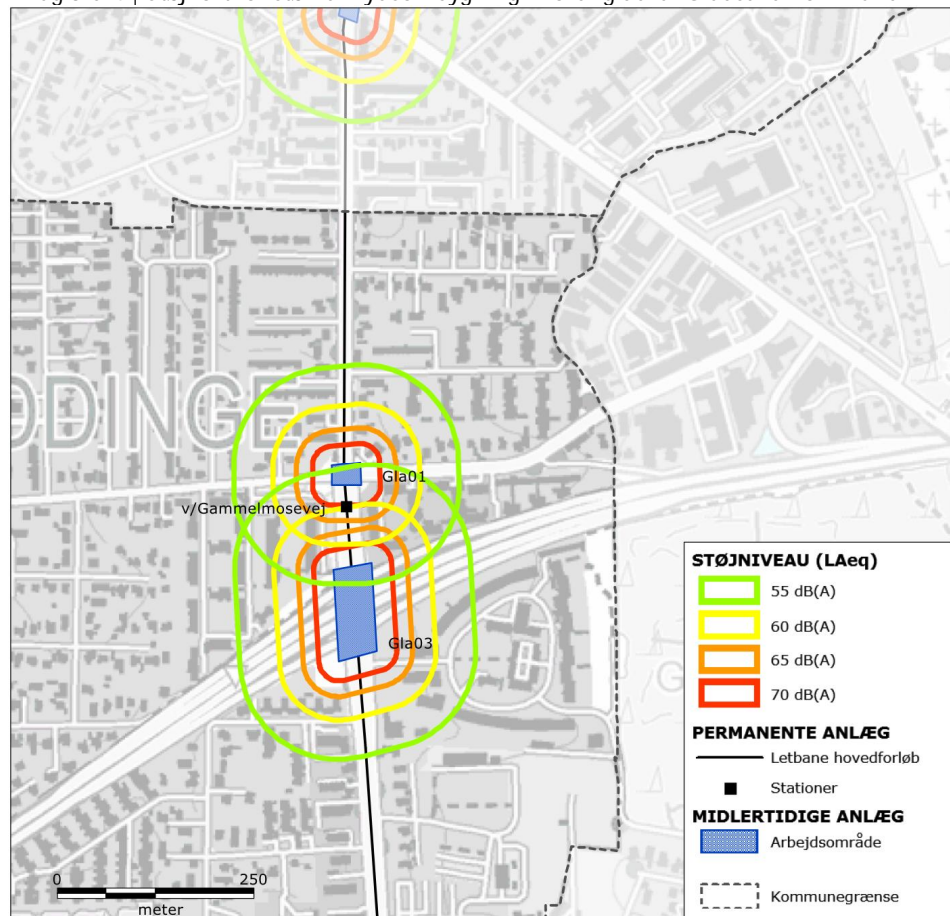 DDINGE
Gla01
v/Gammelmosevej
Gla03
G
STØJNIVEAU (LAeq)
55 dB(A)
60 dB(A)
65 dB(A)
70 dB(A)
PERMANENTE ANLÆG
Letbane hovedforløb
Stationer
MIDLERTIDIGE ANLÆG
Arbejdsområde
Kommunegrænse
0 250
meter